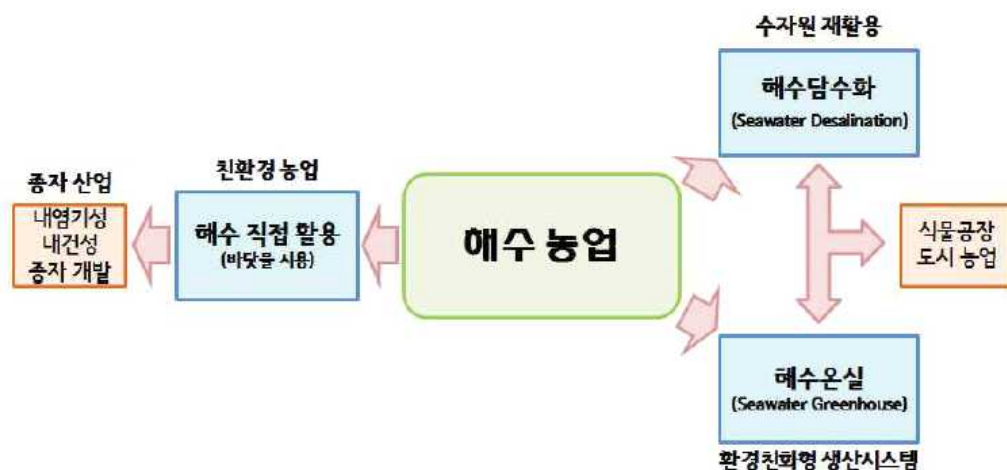 수자원 재활용
해수담수화
(Seawater Desalination)
종자 산업
내염기성
내건성
종자 개발
친환경 농업
해수 직접 활용
(바닷물 사용)
해수 농업
식물공장
도시 농업
해수온실
(Seawater Greenhouse)
환경친화형 생산시스템